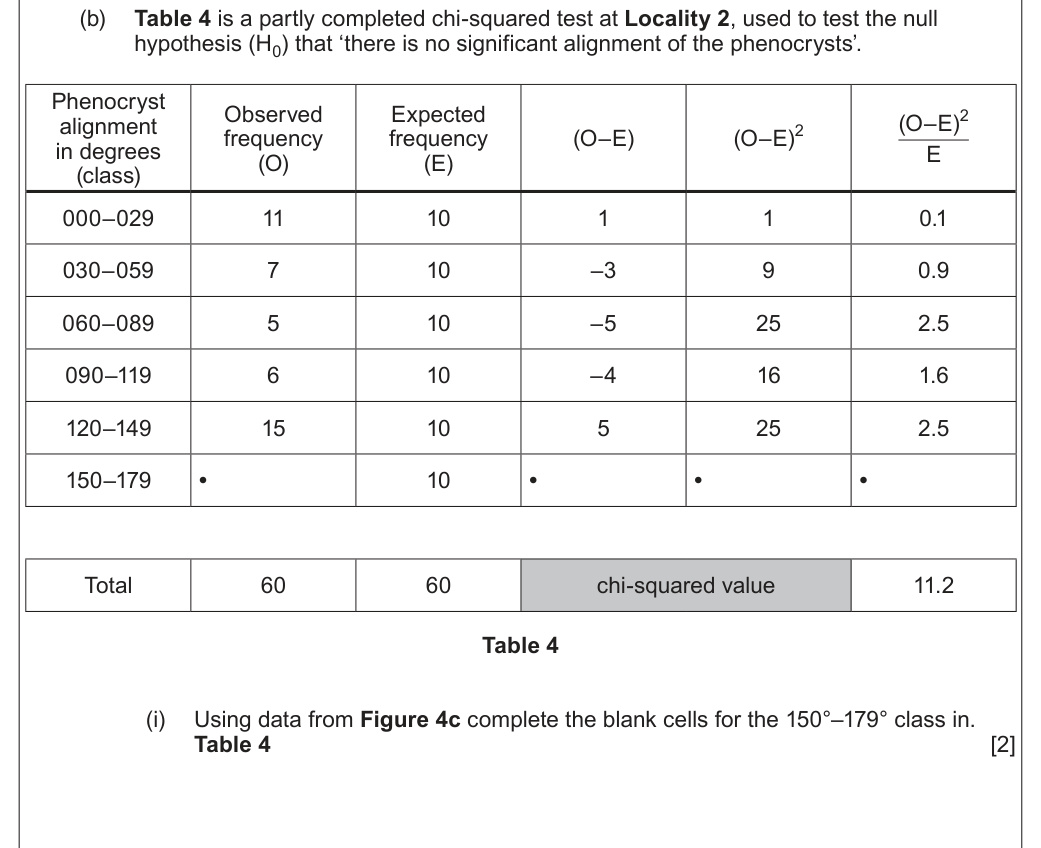 (b) Table 4 is a partly completed chi-squared test at Locality 2, used to test the null
hypothesis (H₀) that ‘there is no significant alignment of the phenocrysts’.
Phenocryst
alignment
in degrees
(class)
Observed
frequency
(O)
Expected
frequency
(E)
(O–E)
(O–E)²
(O–E)²
E
000–029 11 10 1 1 0.1
030–059 7 10 –3 9 0.9
060–089 5 10 –5 25 2.5
090–119 6 10 –4 16 1.6
120–149 15 10 5 25 2.5
150–179 • 10 • • •
Total 60 60 chi-squared value 11.2
Table 4
(i) Using data from Figure 4c complete the blank cells for the 150°–179° class in.
Table 4
[2]